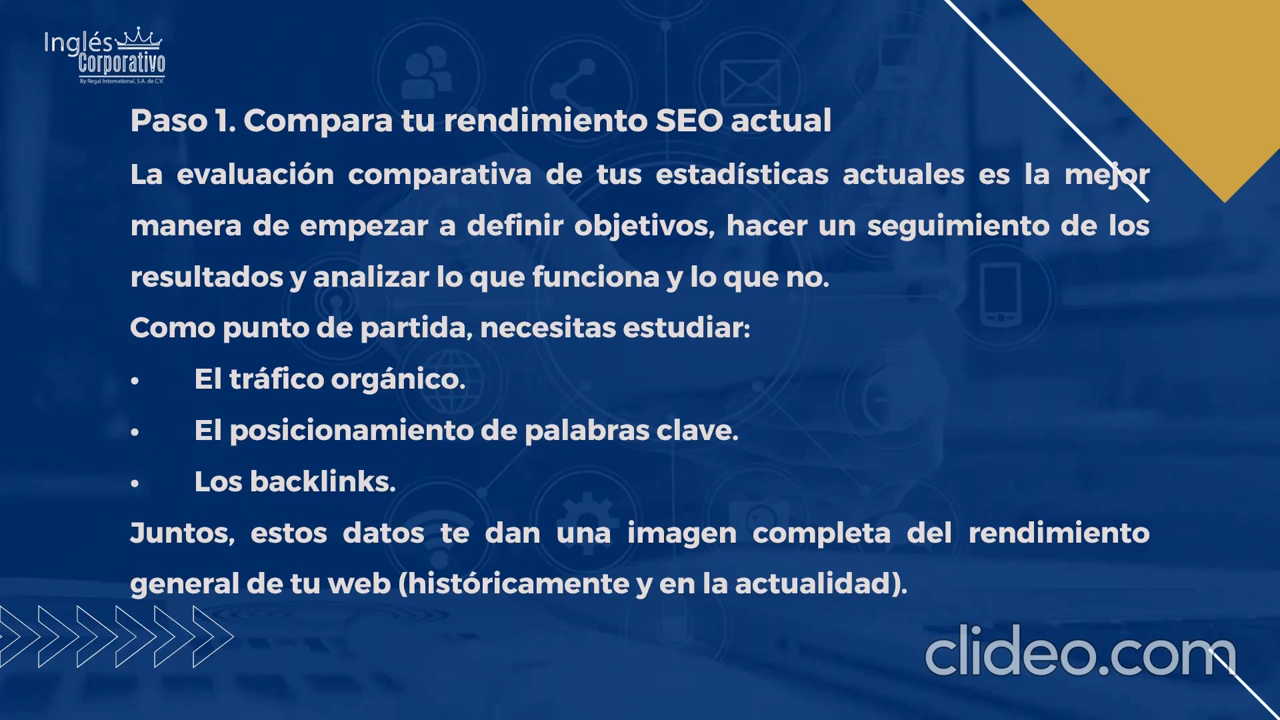 Inglés
Corporativo
By Regal International, S.A. de C.V.
Paso 1. Compara tu rendimiento SEO actual
La evaluación comparativa de tus estadísticas actuales es la mejor
manera de empezar a definir objetivos, hacer un seguimiento de los
resultados y analizar lo que funciona y lo que no.
Como punto de partida, necesitas estudiar:
• El tráfico orgánico.
• El posicionamiento de palabras clave.
• Los backlinks.
Juntos, estos datos te dan una imagen completa del rendimiento
general de tu web (históricamente y en la actualidad).
clideo.com